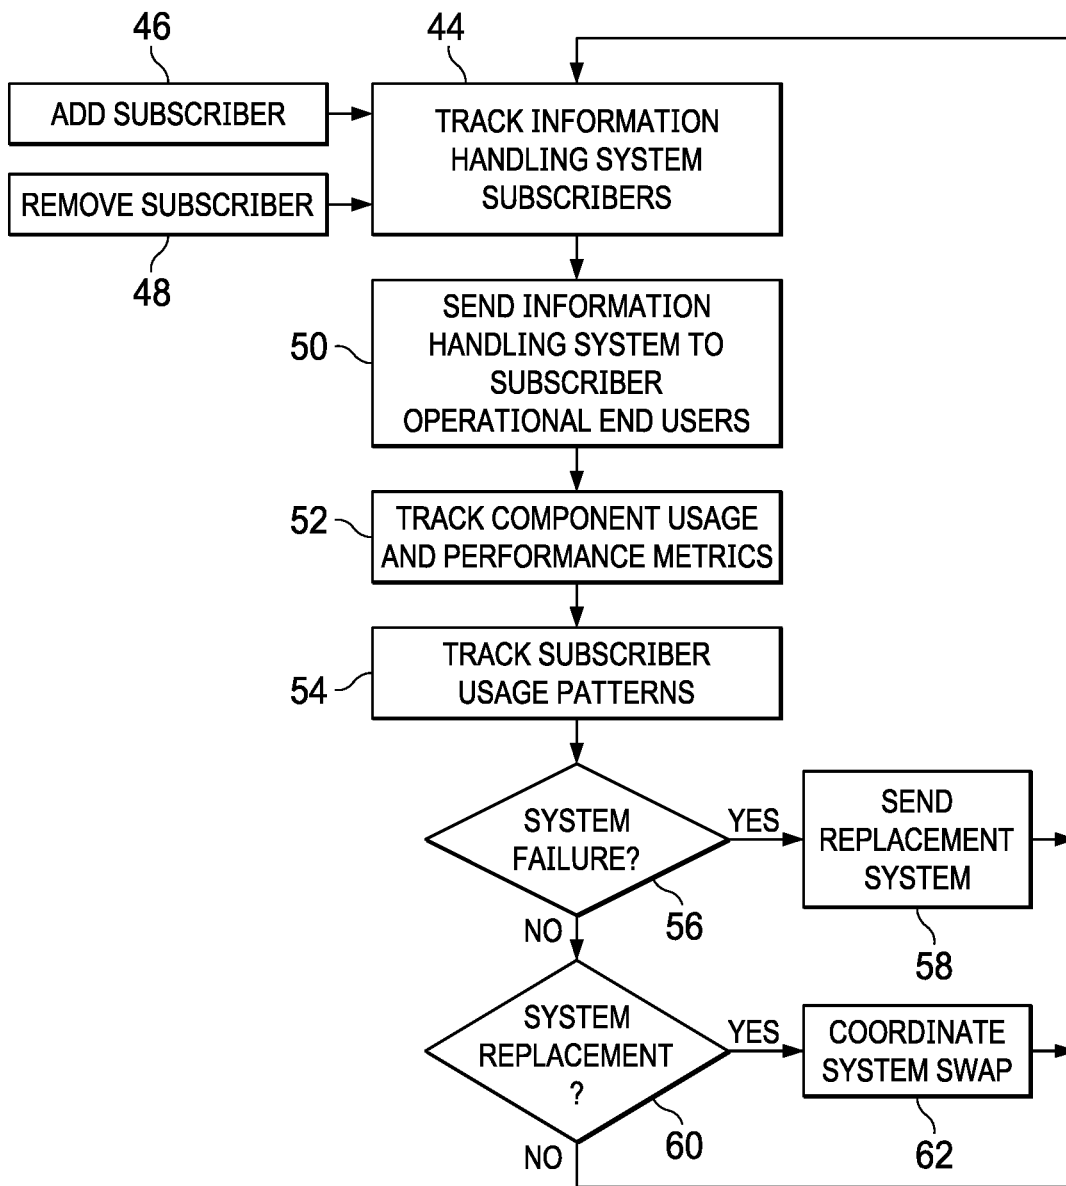 46
44
ADD SUBSCRIBER
TRACK INFORMATION
HANDLING SYSTEM
SUBSCRIBERS
REMOVE SUBSCRIBER
48
50
SEND INFORMATION
HANDLING SYSTEM TO
SUBSCRIBER
OPERATIONAL END USERS
52
TRACK COMPONENT USAGE
AND PERFORMANCE METRICS
54
TRACK SUBSCRIBER
USAGE PATTERNS
SYSTEM
FAILURE?
YES
SEND
REPLACEMENT
SYSTEM
NO
56
58
SYSTEM
REPLACEMENT
?
YES
COORDINATE
SYSTEM SWAP
NO
60
62